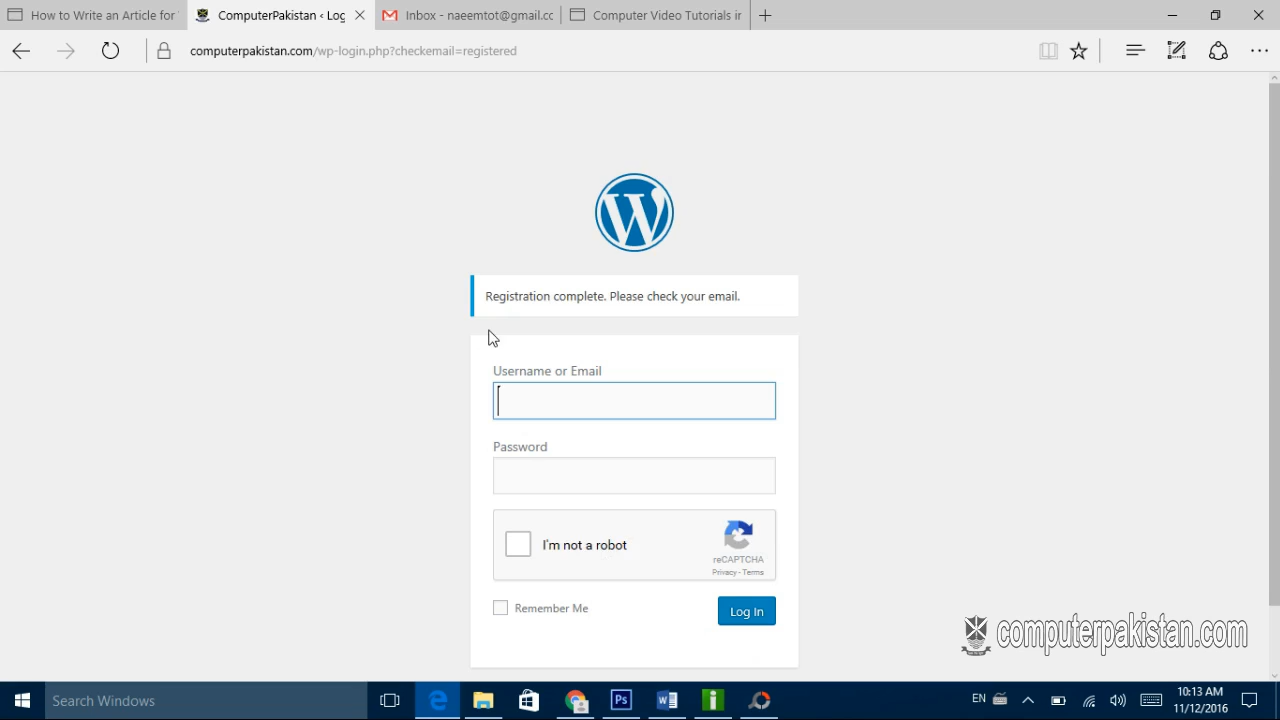 How to Write an Article for
ComputerPakistan ‹ Log
Inbox - naeemtot@gmail.cc
Computer Video Tutorials in
computerpakistan.com/wp-login.php?checkemail=registered
Registration complete. Please check your email.
Username or Email
Password
I'm not a robot
reCAPTCHA
Privacy - Terms
Remember Me
Log In
computerpakistan.com
Search Windows
Ps
EN
10:13 AM
11/12/2016